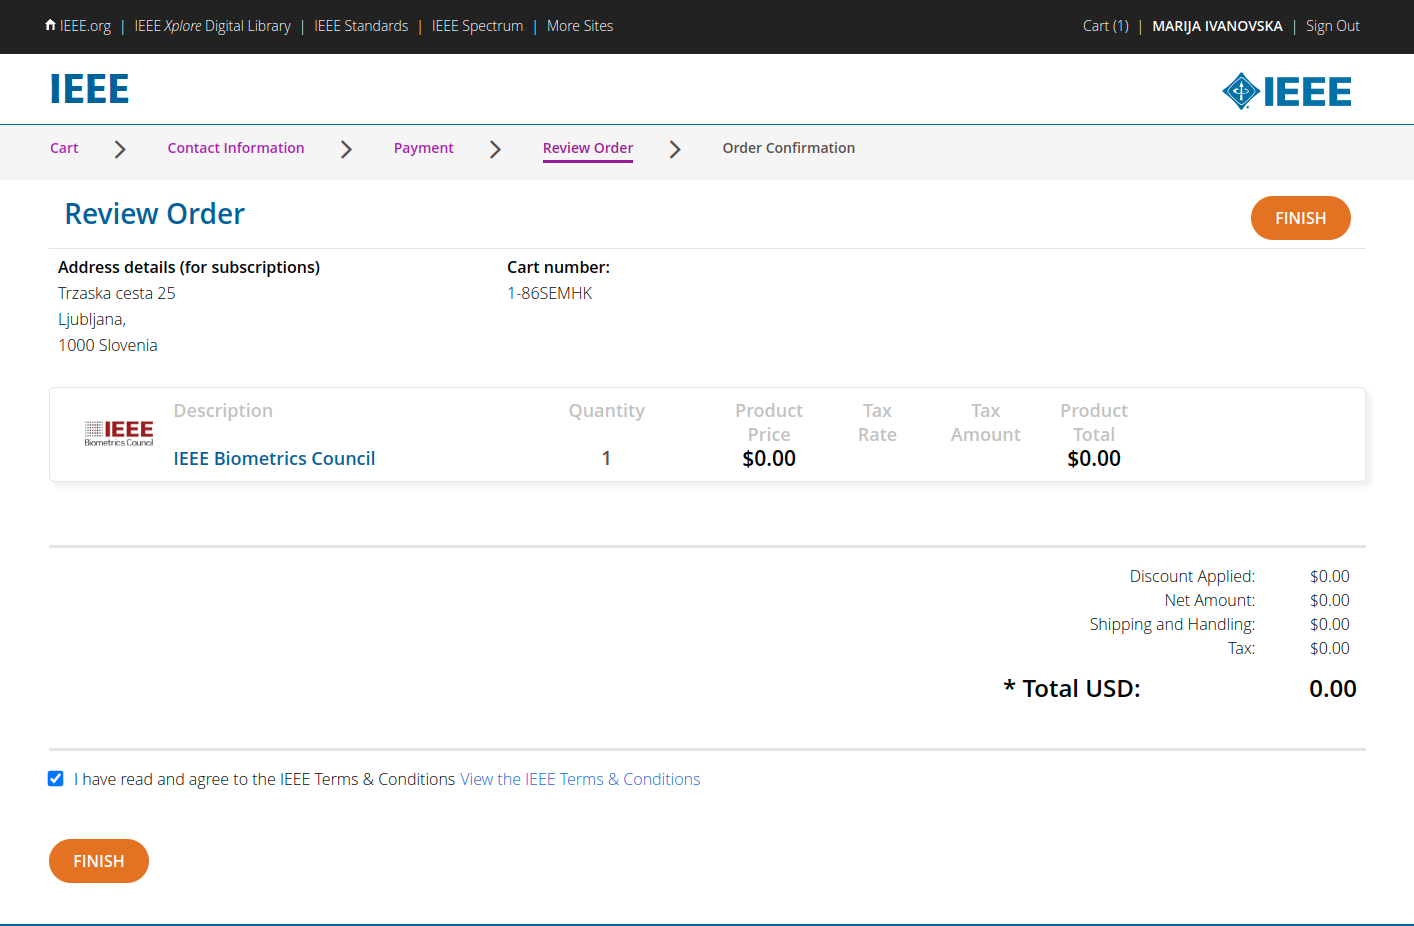 IEEE.org | IEEE Xplore Digital Library | IEEE Standards | IEEE Spectrum | More Sites
Cart (1) | MARIJA IVANOVSKA | Sign Out
IEEE
IEEE
Cart
Contact Information
Payment
Review Order
Order Confirmation
Review Order
FINISH
Address details (for subscriptions)
Trzaska cesta 25
Ljubljana,
1000 Slovenia
Cart number:
1-86SEMHK
IEEE
Biometrics Council
Description
Quantity
Product
Price
Tax
Rate
Tax
Amount
Product
Total
IEEE Biometrics Council
1
$0.00
$0.00
Discount Applied: $0.00
Net Amount: $0.00
Shipping and Handling: $0.00
Tax: $0.00
* Total USD: 0.00
I have read and agree to the IEEE Terms & Conditions View the IEEE Terms & Conditions
FINISH